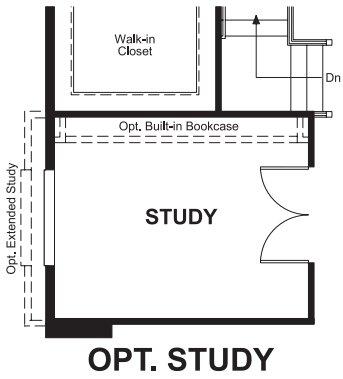 Walk-in
Closet
Dn
Opt. Built-in Bookcase
Opt. Extended Study
STUDY
OPT. STUDY